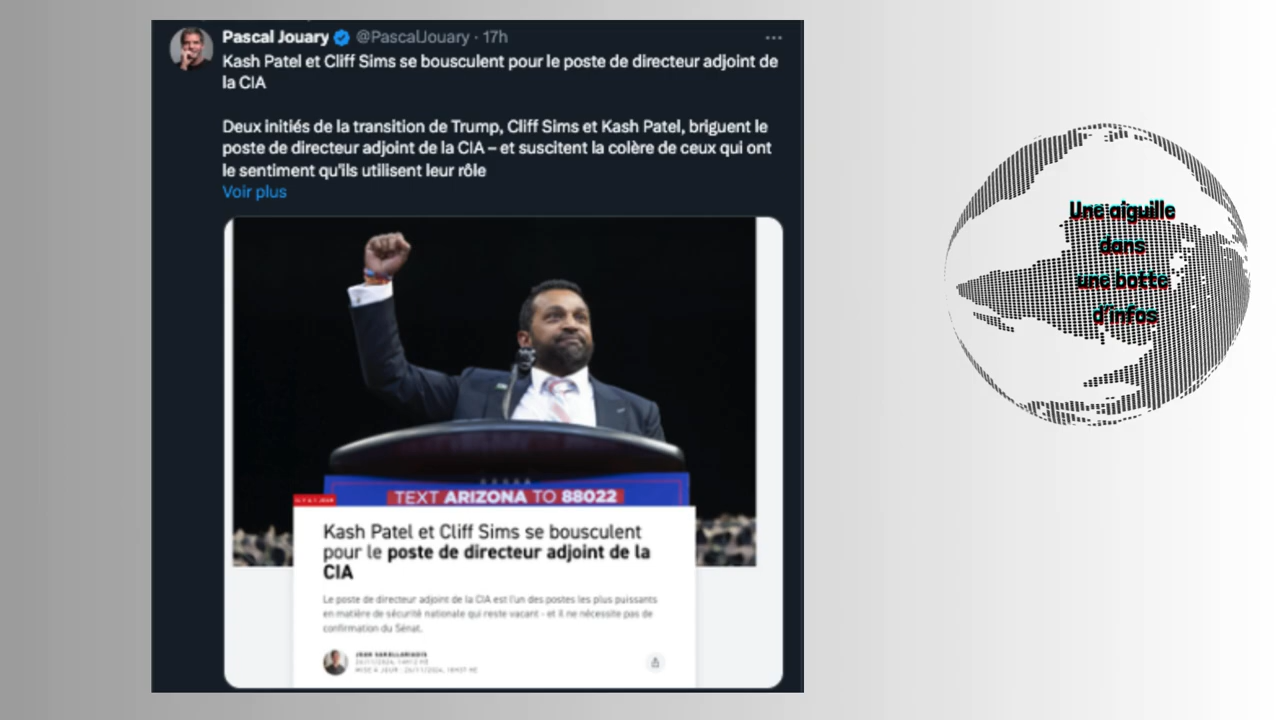 Pascal Jouary @PascalJouary · 17h
Kash Patel et Cliff Sims se bousculent pour le poste de directeur adjoint de
la CIA
Deux initiés de la transition de Trump, Cliff Sims et Kash Patel, briguent le
poste de directeur adjoint de la CIA – et suscitent la colère de ceux qui ont
le sentiment qu'ils utilisent leur rôle
Voir plus
TEXT ARIZONA TO 88022
IL Y A 1 JOUR
Kash Patel et Cliff Sims se bousculent
pour le poste de directeur adjoint de la
CIA
Le poste de directeur adjoint de la CIA est l'un des postes les plus puissants
en matière de sécurité nationale qui reste vacant - et il ne nécessite pas de
confirmation du Sénat.
Une aiguille
dans
une botte
d'infos